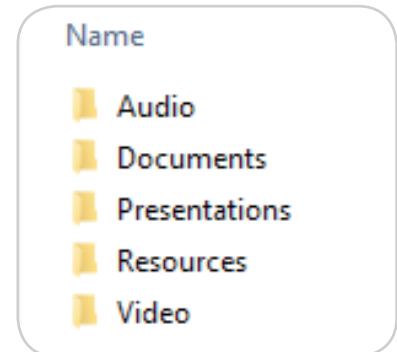 Name
Audio
Documents
Presentations
Resources
Video